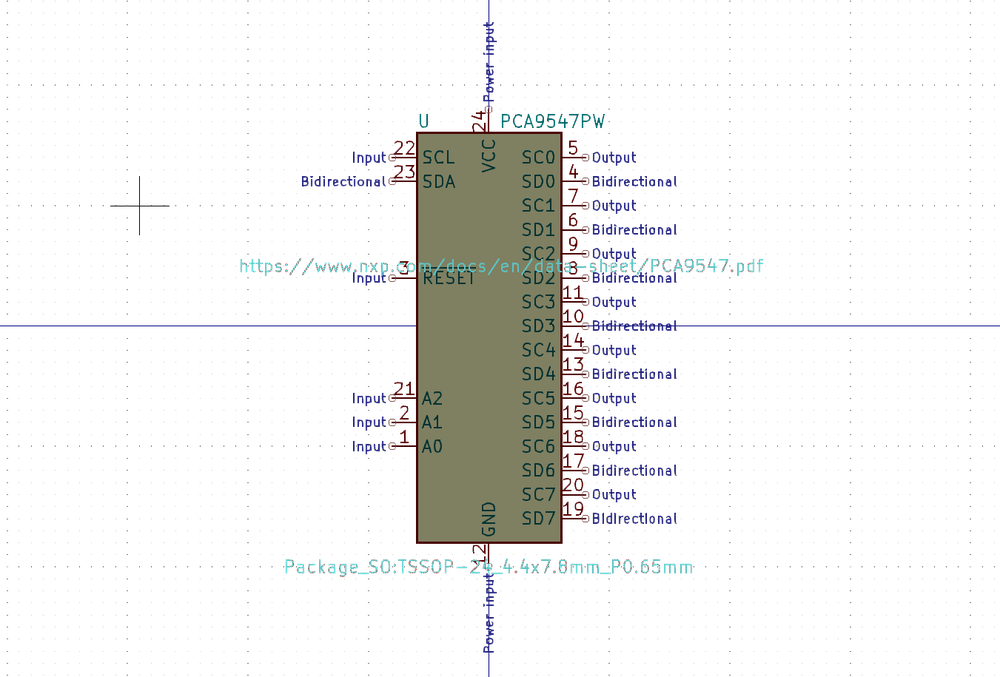 Power input
24
U PCA9547PW
VCC
Input 22 SCL SC0 5 Output
Bidirectional 23 SDA SD0 4 Bidirectional
SC1 7 Output
SD1 6 Bidirectional
SC2 9 Output
https://www.nxp.com/docs/en/data-sheet/PCA9547.pdf
Input 3 RESET SD2 8 Bidirectional
SC3 11 Output
SD3 10 Bidirectional
SC4 14 Output
SD4 13 Bidirectional
Input 21 A2 SC5 16 Output
Input 2 A1 SD5 15 Bidirectional
Input 1 A0 SC6 18 Output
SD6 17 Bidirectional
SC7 20 Output
SD7 19 Bidirectional
GND
12
Package_SO:TSSOP-24_4.4x7.8mm_P0.65mm
Power input